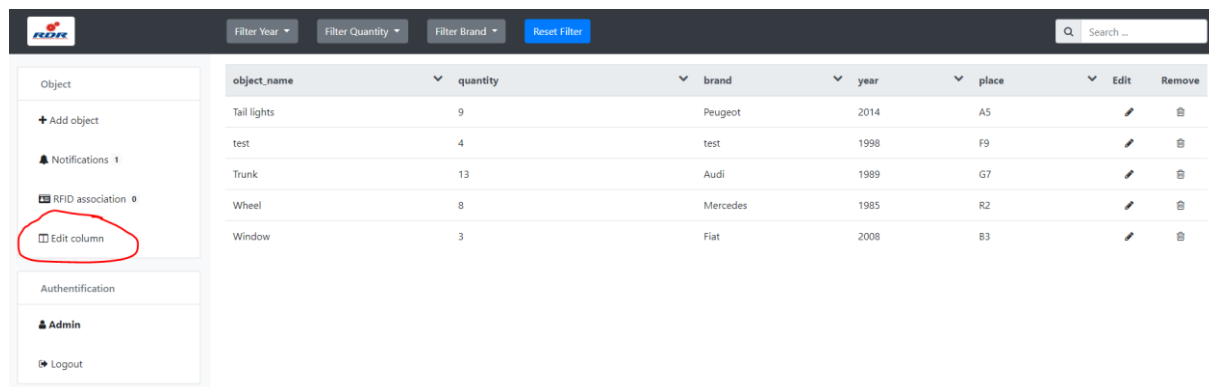 RDR
Filter Year Filter Quantity Filter Brand Reset Filter Search ...
Object
+ Add object
Notifications 1
RFID association 0
Edit column
Authentification
Admin
Logout
object_name quantity brand year place Edit Remove
Tail lights 9 Peugeot 2014 A5
test 4 test 1998 F9
Trunk 13 Audi 1989 G7
Wheel 8 Mercedes 1985 R2
Window 3 Fiat 2008 B3